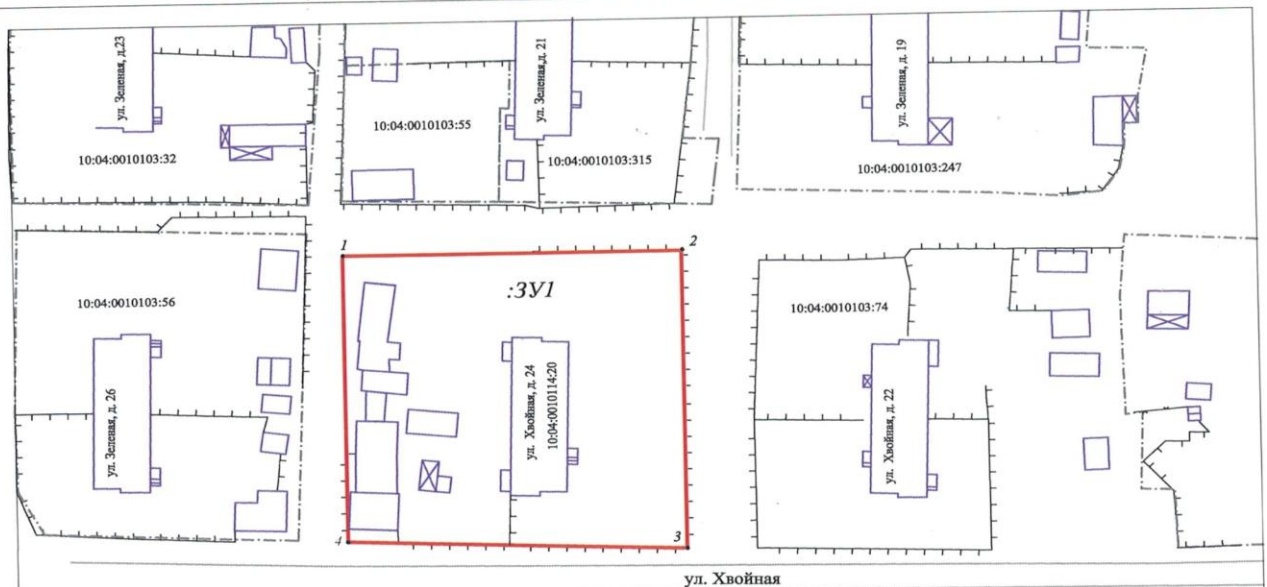 ул. Зеленая, д.23
ул. Зеленая, д. 21
ул. Зеленая, д. 19
10:04:0010103:55
10:04:0010103:32
10:04:0010103:315
10:04:0010103:247
1
2
:ЗУ1
10:04:0010103:56
10:04:0010103:74
ул. Зеленая, д. 26
ул. Хвойная, д. 24
10:04:0010114:20
ул. Хвойная, д. 22
4
3
ул. Хвойная